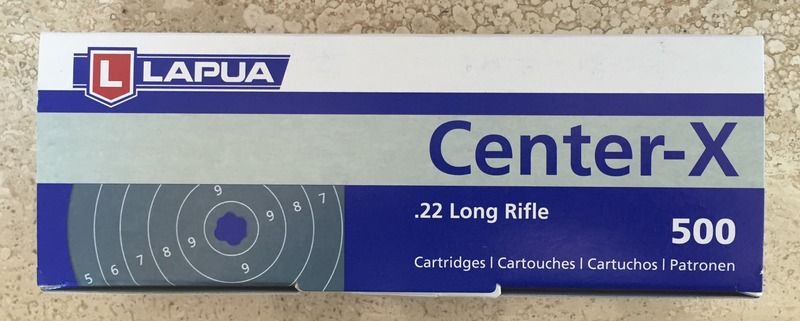 L LAPUA
Center-X
.22 Long Rifle
500
Cartridges | Cartouches | Cartuchos | Patronen
9
9 8 7
5 6 7 8 9
9